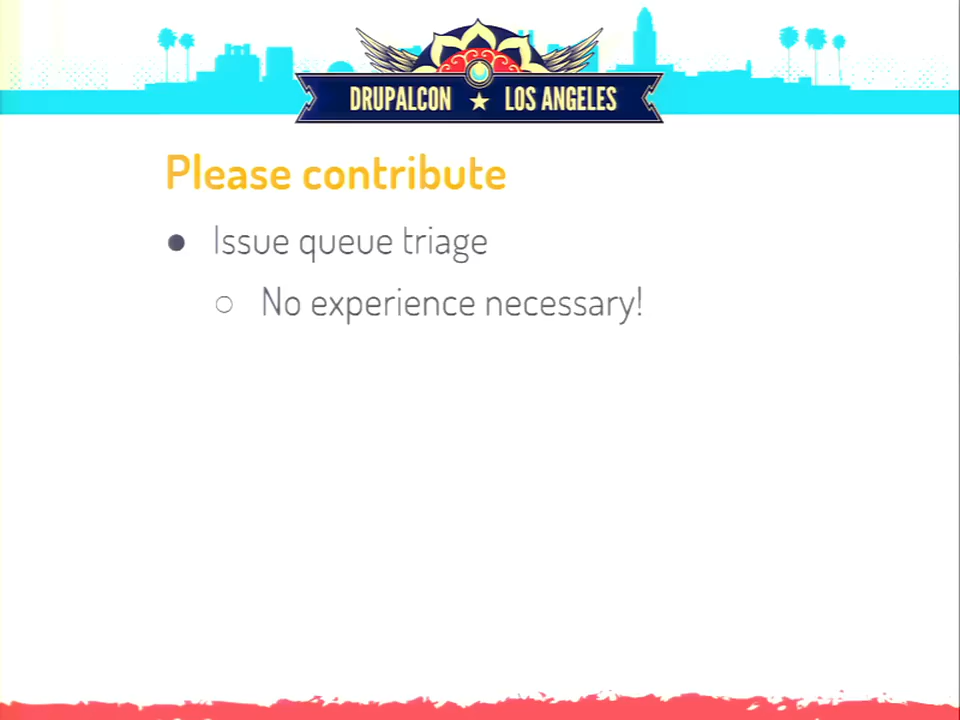 DRUPALCON ★ LOS ANGELES
Please contribute
● Issue queue triage
○ No experience necessary!